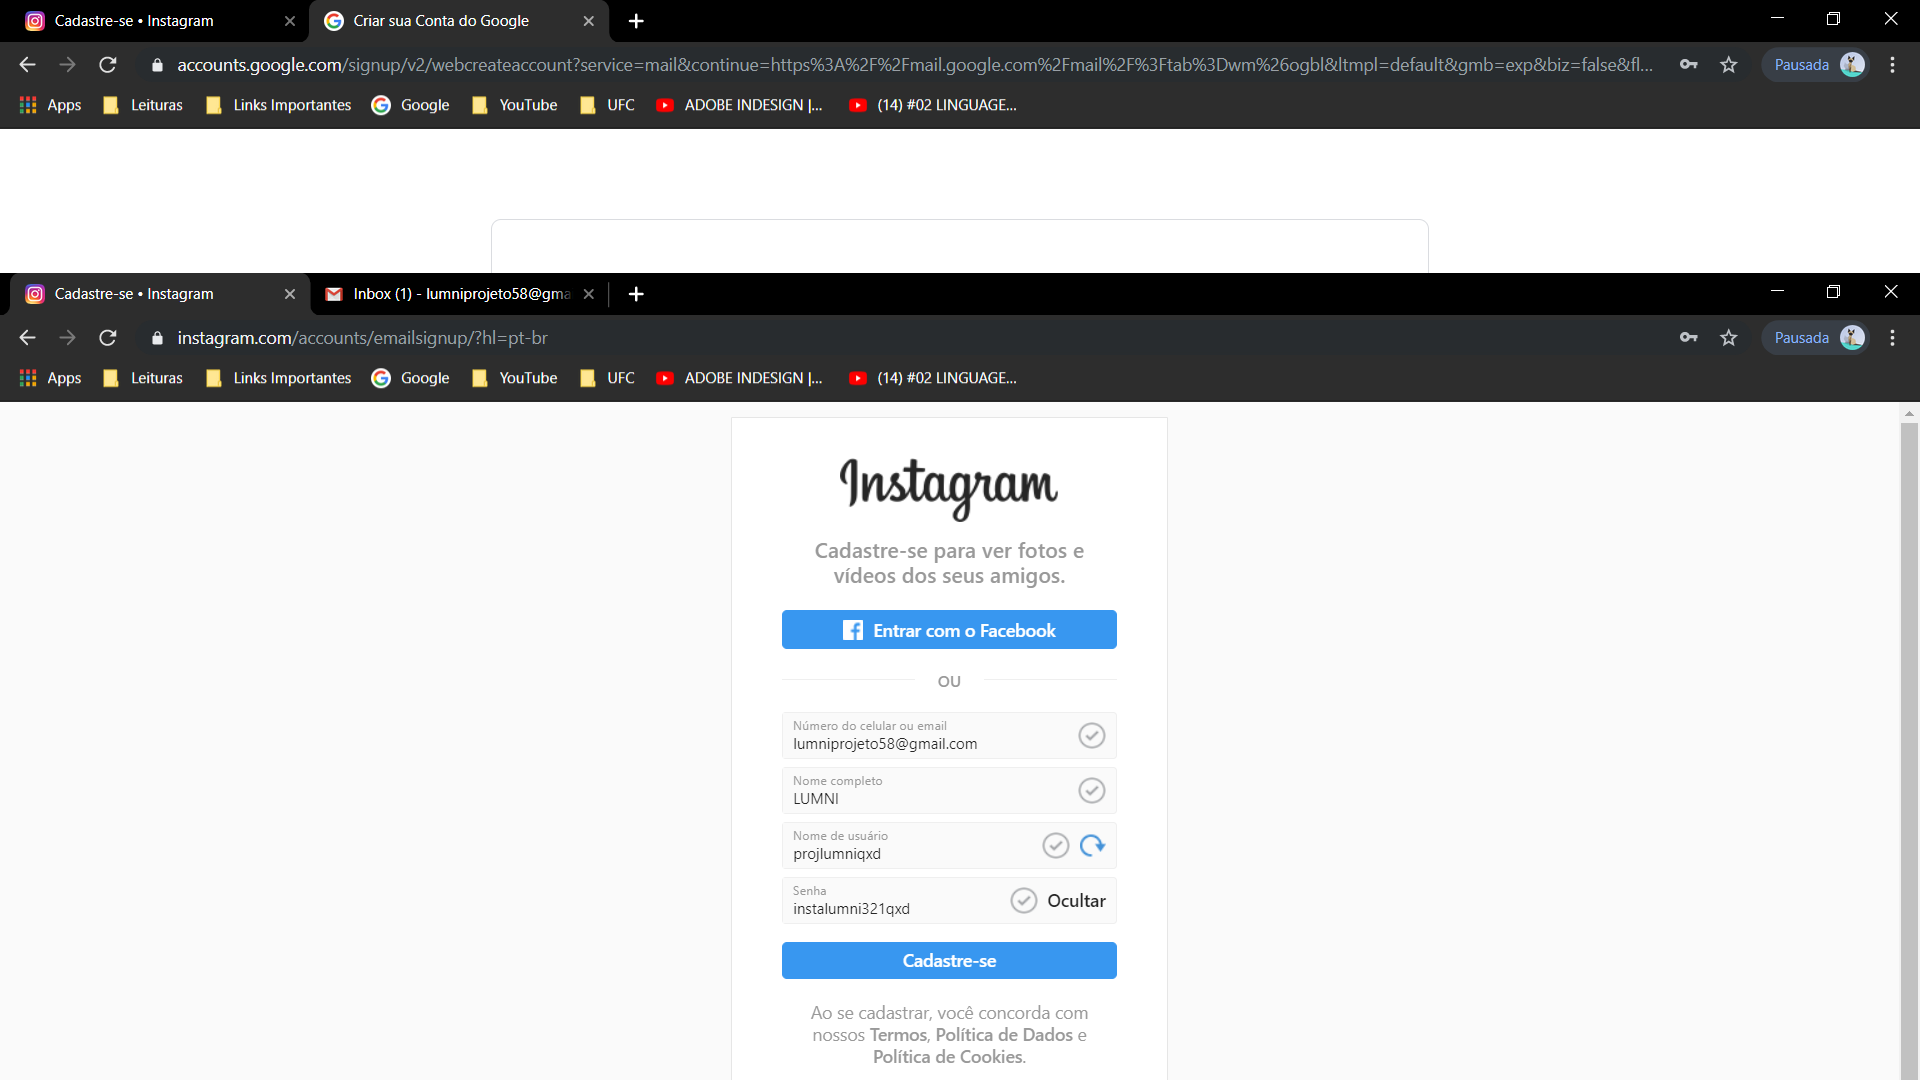 Cadastre-se • Instagram
Criar sua Conta do Google
accounts.google.com/signup/v2/webcreateaccount?service=mail&continue=https%3A%2F%2Fmail.google.com%2Fmail%2F%3Ftab%3Dwm%26ogbl&ltmpl=default&gmb=exp&biz=false&fl...
Pausada
Apps
Leituras
Links Importantes
Google
YouTube
UFC
ADOBE INDESIGN |...
(14) #02 LINGUAGE...
Cadastre-se • Instagram
Inbox (1) - lumniprojeto58@gma
instagram.com/accounts/emailsignup/?hl=pt-br
Pausada
Apps
Leituras
Links Importantes
Google
YouTube
UFC
ADOBE INDESIGN |...
(14) #02 LINGUAGE...
Instagram
Cadastre-se para ver fotos e
vídeos dos seus amigos.
Entrar com o Facebook
OU
Número do celular ou email
lumniprojeto58@gmail.com
Nome completo
LUMNI
Nome de usuário
projlumniqxd
Senha
instalumni321qxd
Ocultar
Cadastre-se
Ao se cadastrar, você concorda com
nossos Termos, Política de Dados e
Política de Cookies.